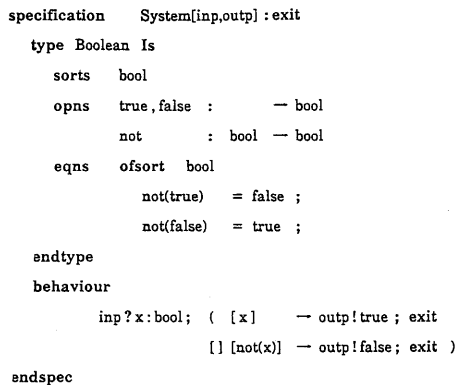 specification System[inp,outp] : exit
type Boolean Is
sorts bool
opns true , false : → bool
not : bool → bool
eqns ofsort bool
not(true) = false ;
not(false) = true ;
endtype
behaviour
inp ? x : bool; ( [ x ] → outp ! true ; exit
[ ] [not(x)] → outp ! false; exit )
endspec